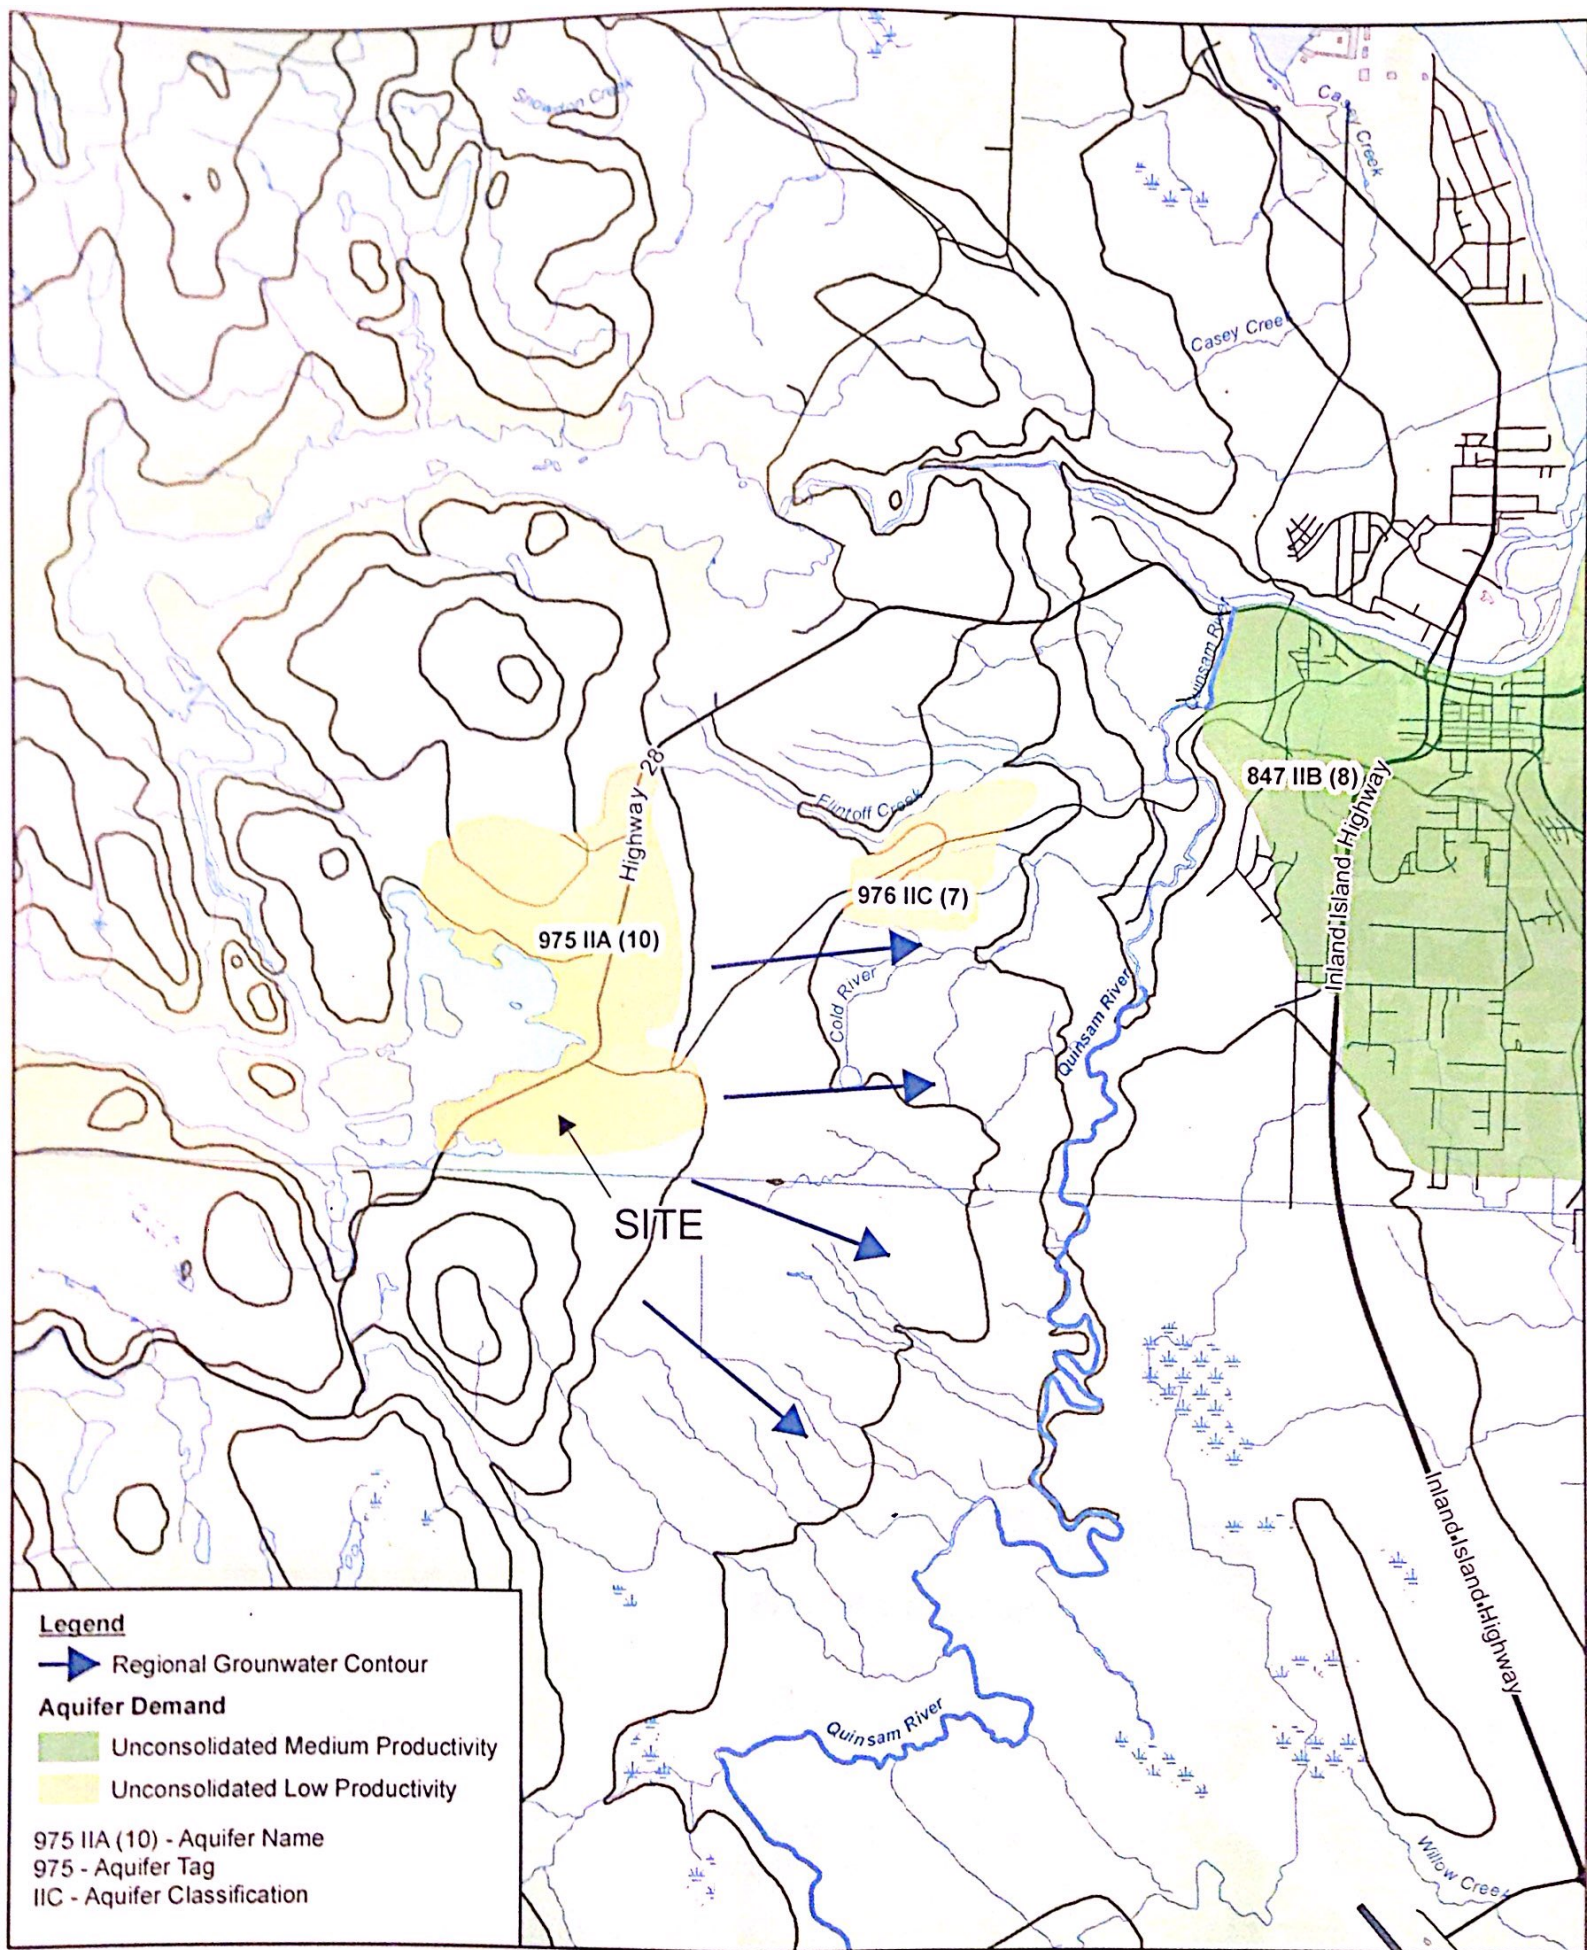 Snowdon Creek
Casey Creek
Casey Creek
Quinsam River
Highway 28
Flintoff Creek
847 IIB (8)
Inland Island Highway
976 IIC (7)
975 IIA (10)
Cold River
Quinsam River
SITE
Inland Island Highway
Quinsam River
Willow Creek
Legend
Regional Grounwater Contour
Aquifer Demand
Unconsolidated Medium Productivity
Unconsolidated Low Productivity
975 IIA (10) - Aquifer Name
975 - Aquifer Tag
IIC - Aquifer Classification